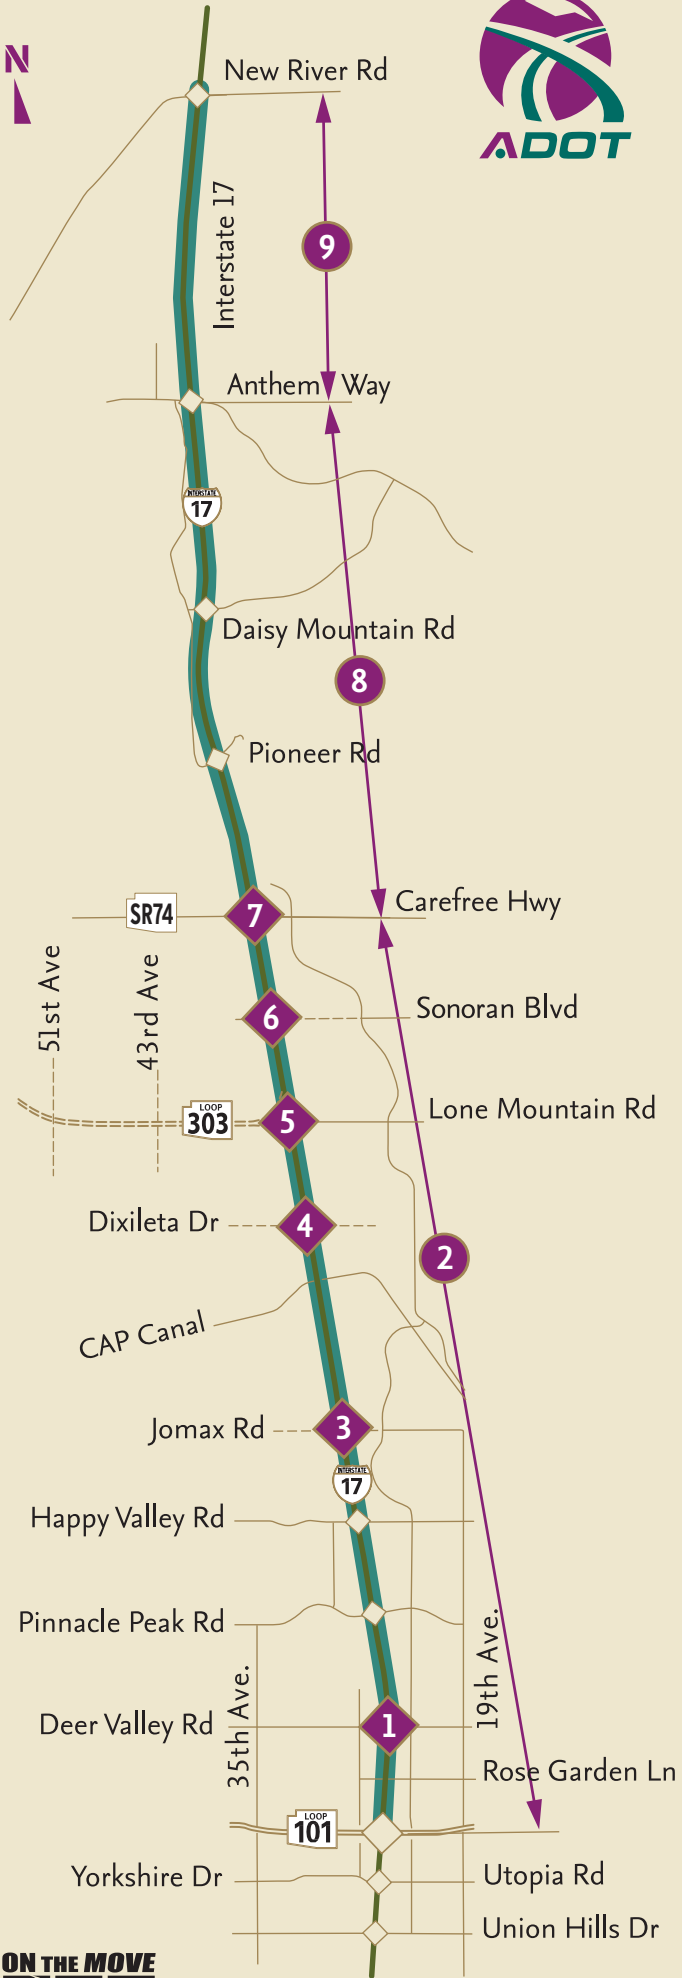 N
New River Rd
ADOT
Interstate 17
9
Anthem Way
INTERSTATE
17
Daisy Mountain Rd
8
Pioneer Rd
SR74
7
Carefree Hwy
51st Ave
43rd Ave
6
Sonoran Blvd
LOOP
303
5
Lone Mountain Rd
Dixileta Dr
4
2
CAP Canal
Jomax Rd
3
INTERSTATE
17
Happy Valley Rd
Pinnacle Peak Rd
35th Ave.
19th Ave.
Deer Valley Rd
1
Rose Garden Ln
LOOP
101
Yorkshire Dr
Utopia Rd
Union Hills Dr
ON THE MOVE